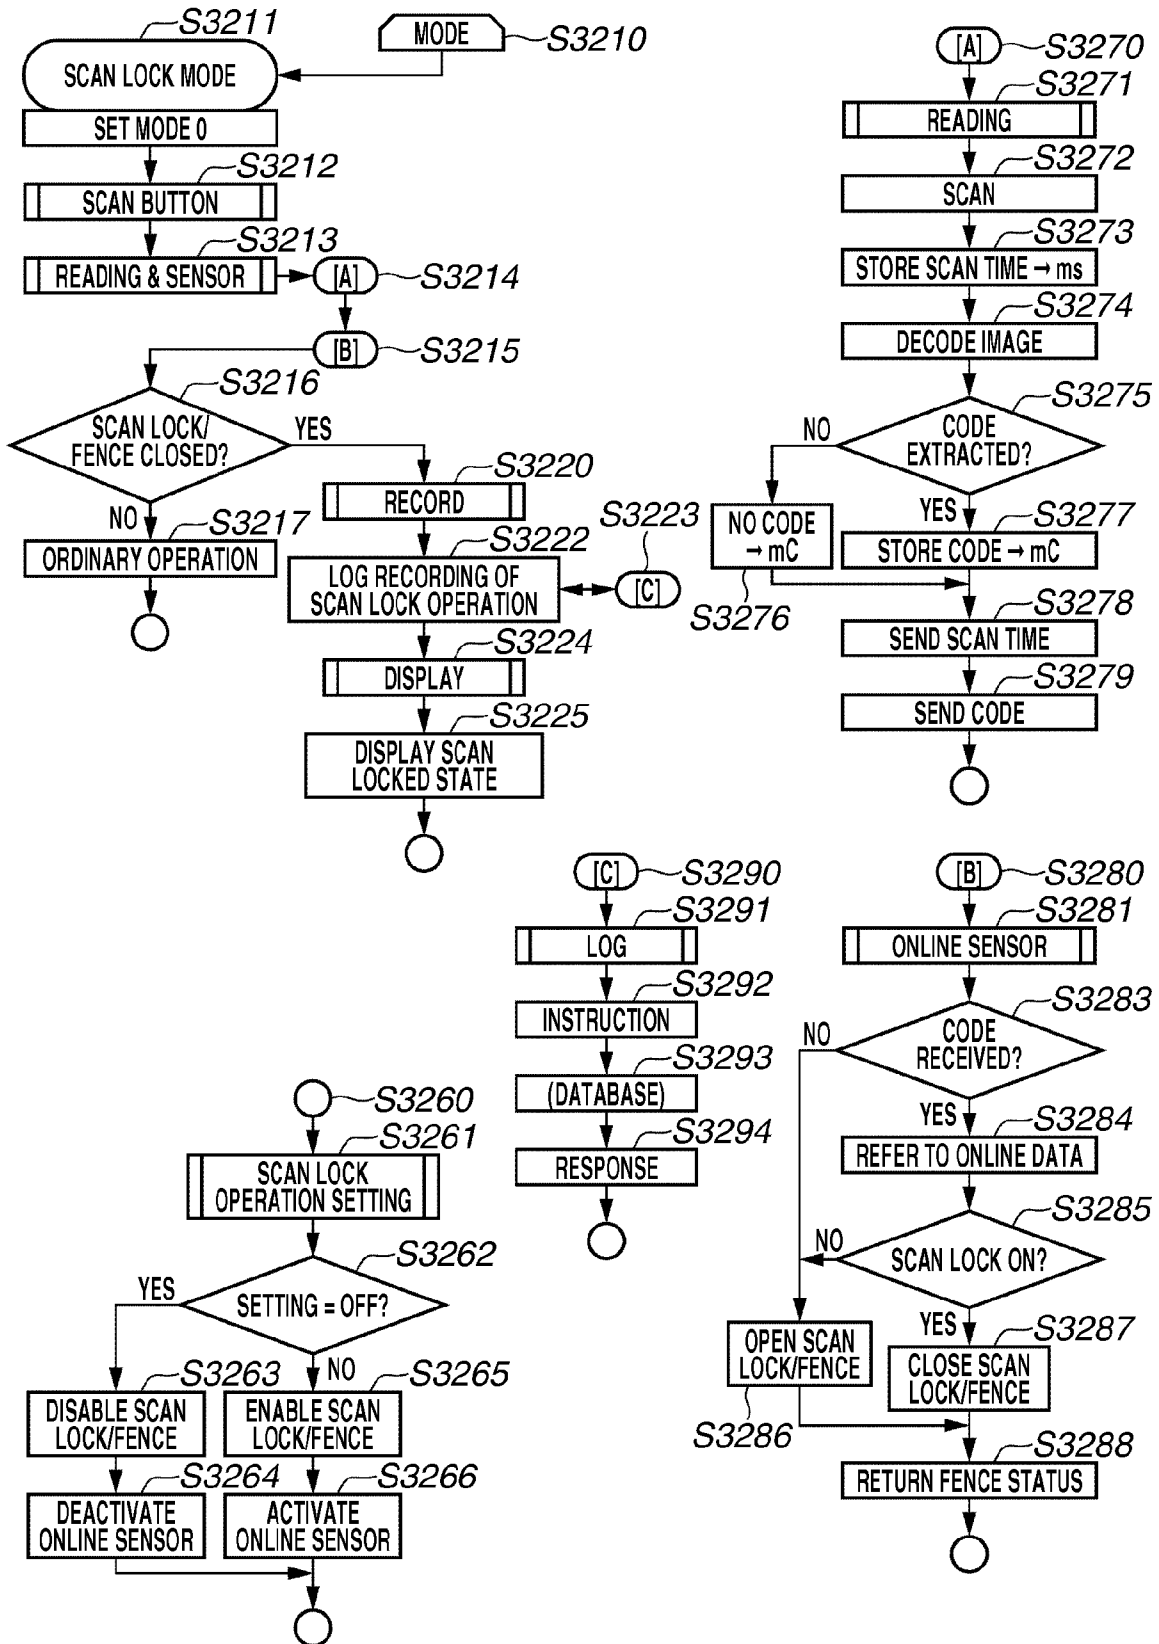 S3211
MODE
S3210
SCAN LOCK MODE
SET MODE 0
S3212
SCAN BUTTON
S3213
READING & SENSOR
[A]
S3214
[B]
S3215
S3216
SCAN LOCK/
FENCE CLOSED?
YES
NO
S3217
ORDINARY OPERATION
S3220
RECORD
S3222
LOG RECORDING OF
SCAN LOCK OPERATION
S3223
[C]
S3224
DISPLAY
S3225
DISPLAY SCAN
LOCKED STATE
[A]
S3270
S3271
READING
S3272
SCAN
S3273
STORE SCAN TIME → ms
S3274
DECODE IMAGE
S3275
CODE
EXTRACTED?
NO
YES
NO CODE
→ mC
S3276
S3277
STORE CODE → mC
S3278
SEND SCAN TIME
S3279
SEND CODE
[C]
S3290
S3291
LOG
S3292
INSTRUCTION
S3293
(DATABASE)
S3294
RESPONSE
[B]
S3280
S3281
ONLINE SENSOR
S3283
CODE
RECEIVED?
NO
YES
S3284
REFER TO ONLINE DATA
S3285
SCAN LOCK ON?
NO
YES
OPEN SCAN
LOCK/FENCE
S3286
S3287
CLOSE SCAN
LOCK/FENCE
S3288
RETURN FENCE STATUS
S3260
S3261
SCAN LOCK
OPERATION SETTING
S3262
SETTING = OFF?
YES
NO
S3263
DISABLE SCAN
LOCK/FENCE
S3264
DEACTIVATE
ONLINE SENSOR
S3265
ENABLE SCAN
LOCK/FENCE
S3266
ACTIVATE
ONLINE SENSOR